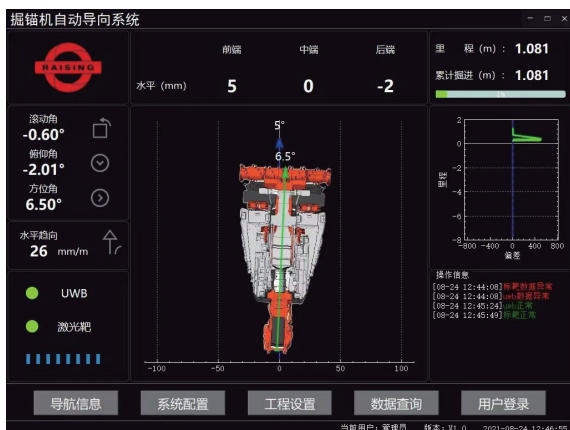 掘锚机自动导向系统
RAISING
前端 中端 后端
水平 (mm) 5 0 -2
里 程 (m) : 1.081
累计掘进 (m) : 1.081
1%
滚动角
-0.60°
俯仰角
-2.01°
方位角
6.50°
水平趋向
26 mm/m
UWB
激光靶
5°
6.5°
-100 -50 0 50 100
2
0
-2
-4
-6
-8
里程
-800 -400 0 400 800
偏差
操作信息
[08-24 12:44:08]标靶数据异常
[08-24 12:44:08]uwb数据异常
[08-24 12:45:24]uwb正常
[08-24 12:45:49]标靶正常
导航信息 系统配置 工程设置 数据查询 用户登录
当前用户: 管理员 版本: V1.0 2021-08-24 12:46:55